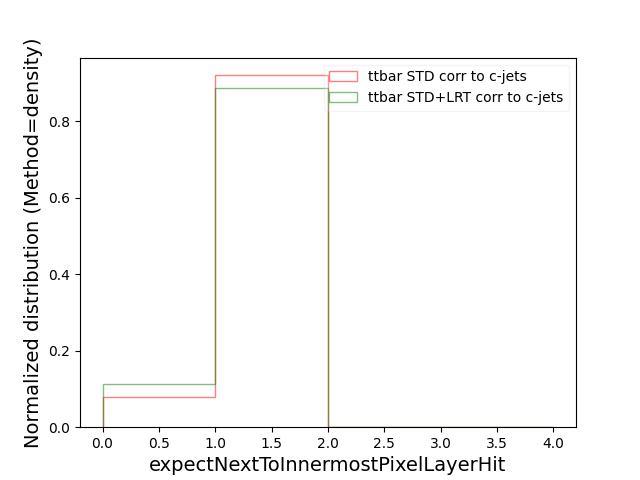 ttbar STD corr to c-jets
ttbar STD+LRT corr to c-jets
Normalized distribution (Method=density)
0.8
0.6
0.4
0.2
0.0
0.0 0.5 1.0 1.5 2.0 2.5 3.0 3.5 4.0
expectNextToInnermostPixelLayerHit